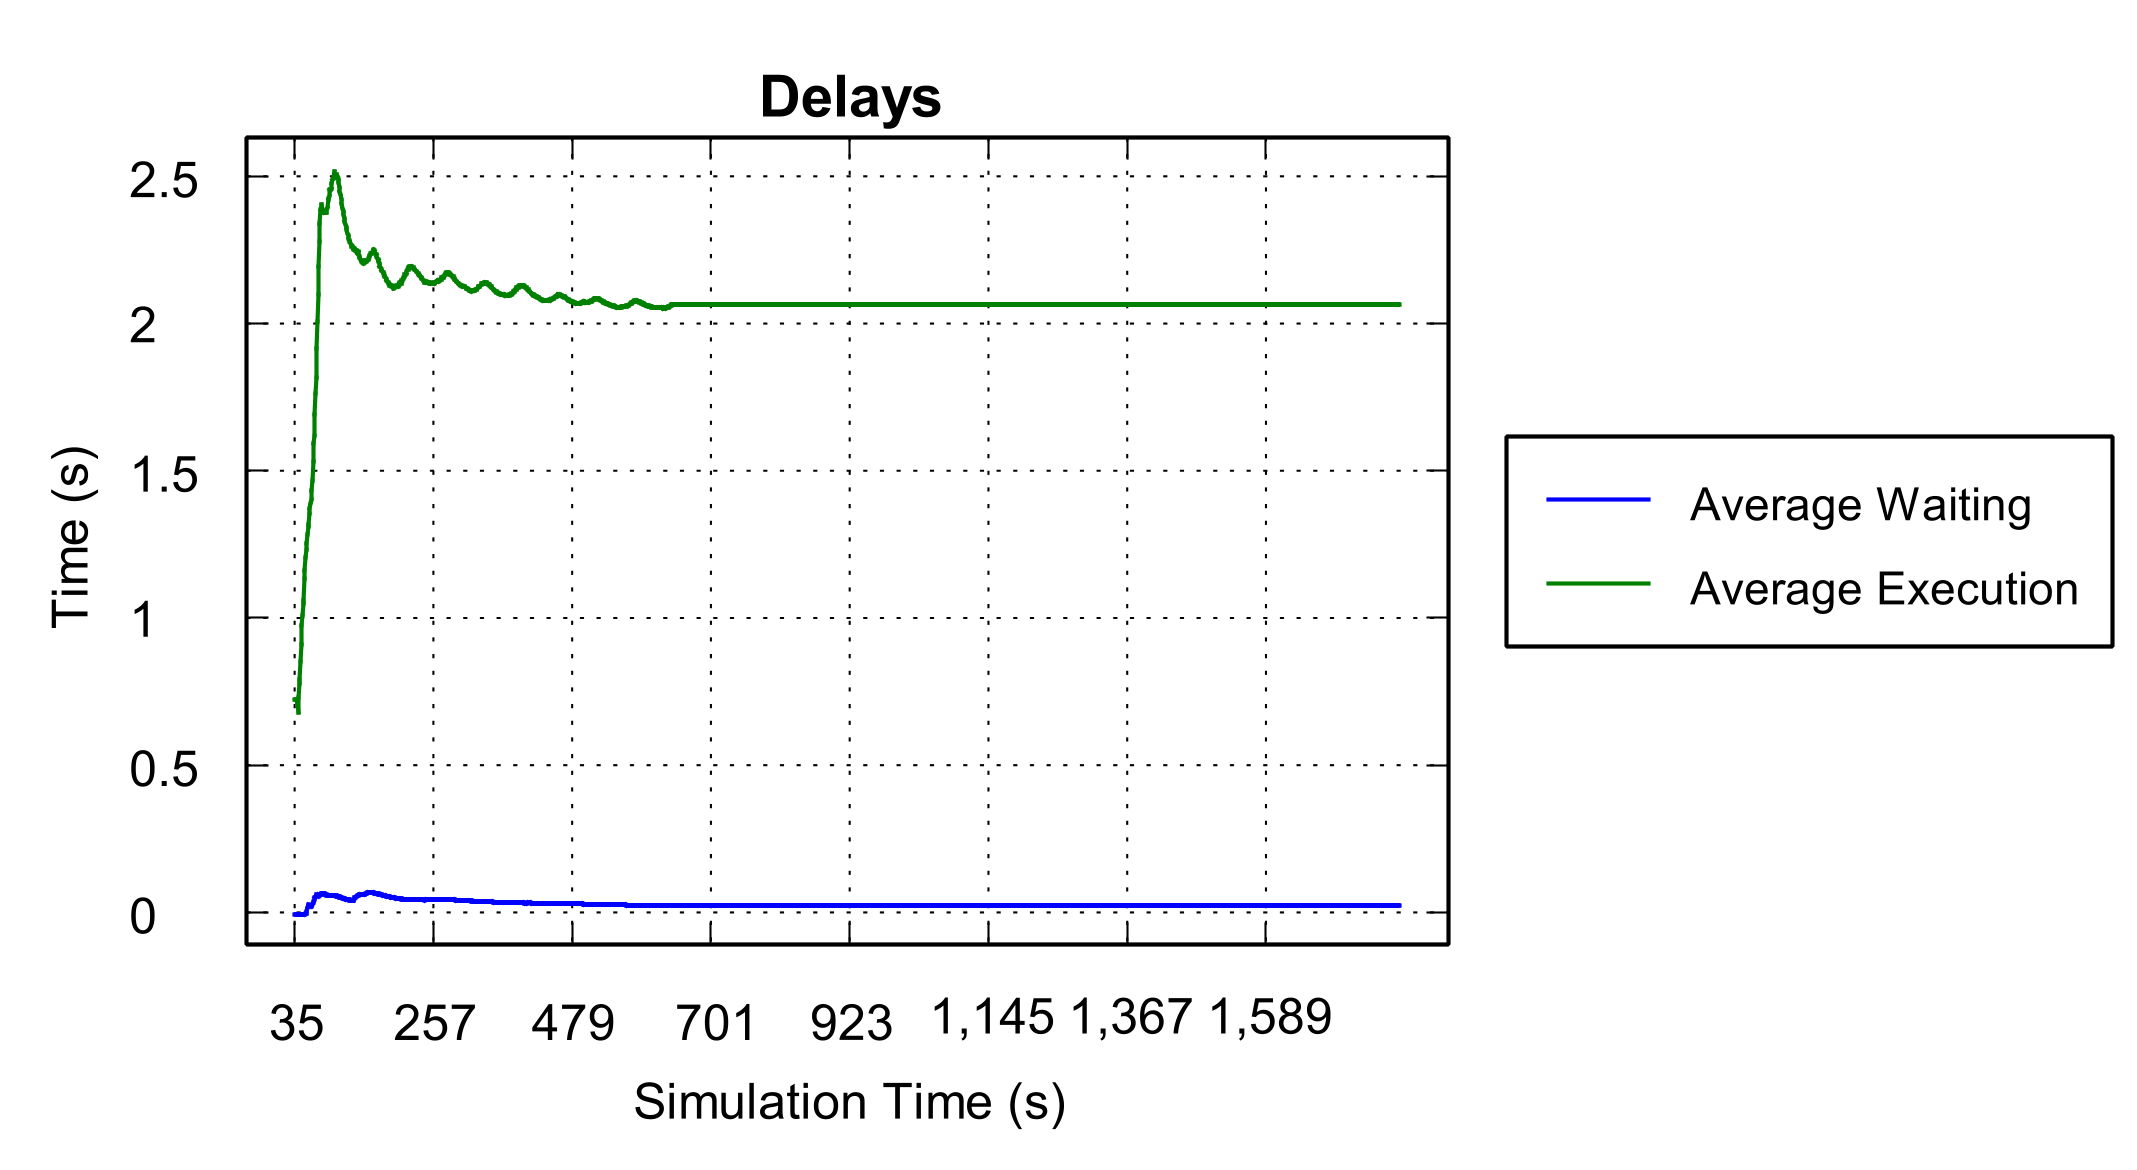 Delays
2.5
2
1.5
1
0.5
0
Time (s)
35 257 479 701 923 1,145 1,367 1,589
Simulation Time (s)
Average Waiting
Average Execution